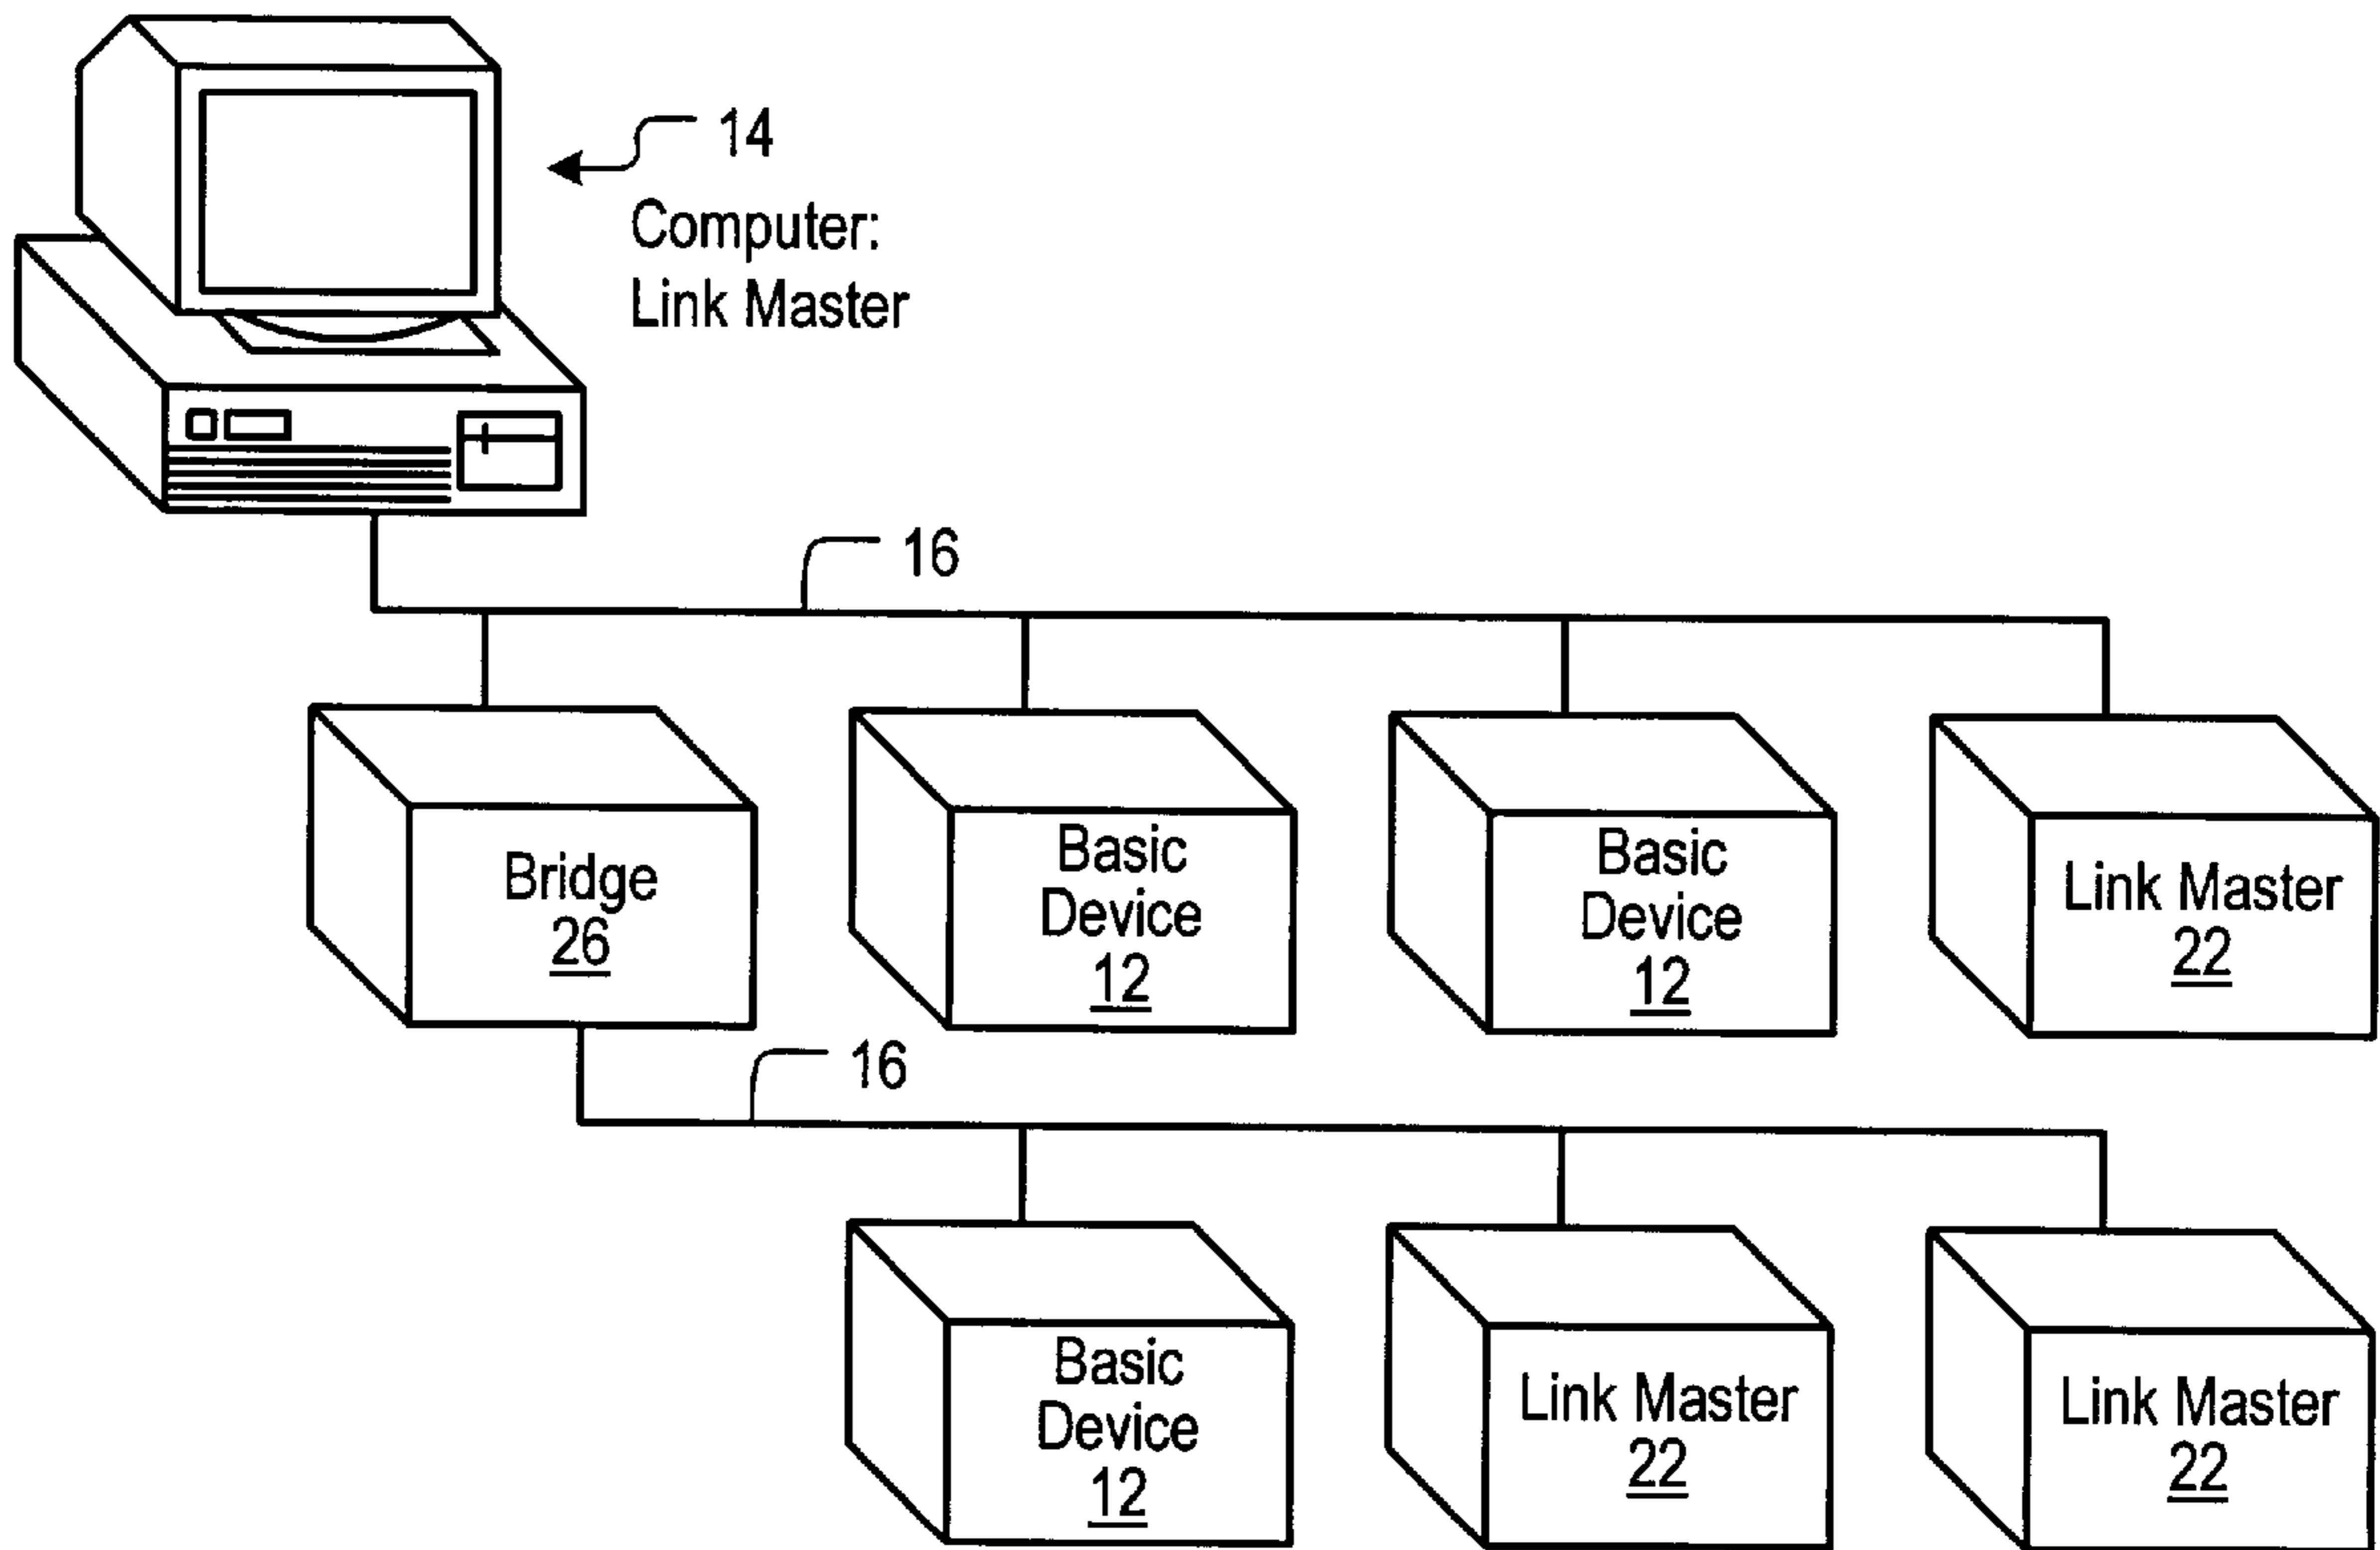 14
Computer:
Link Master
16
Bridge
26
Basic
Device
12
Basic
Device
12
Link Master
22
16
Basic
Device
12
Link Master
22
Link Master
22